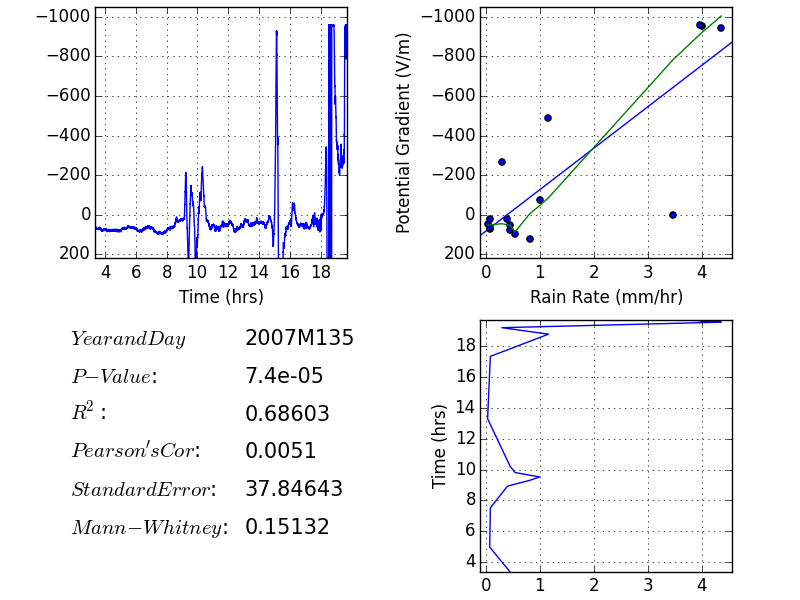 −1000
−800
−600
−400
−200
0
200
4 6 8 10 12 14 16 18
Time (hrs)
Potential Gradient (V/m)
−1000
−800
−600
−400
−200
0
200
0 1 2 3 4
Rain Rate (mm/hr)
YearandDay 2007M135
P−Value: 7.4e-05
R²: 0.68603
Pearson'sCor: 0.0051
StandardError: 37.84643
Mann−Whitney: 0.15132
Time (hrs)
18
16
14
12
10
8
6
4
0 1 2 3 4